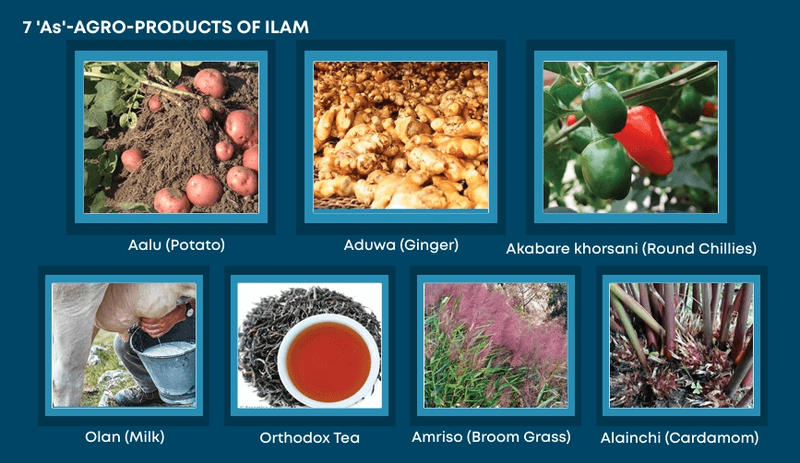 7 'As'-AGRO-PRODUCTS OF ILAM
Aalu (Potato)
Aduwa (Ginger)
Akabare khorsani (Round Chillies)
Olan (Milk)
Orthodox Tea
Amriso (Broom Grass)
Alainchi (Cardamom)